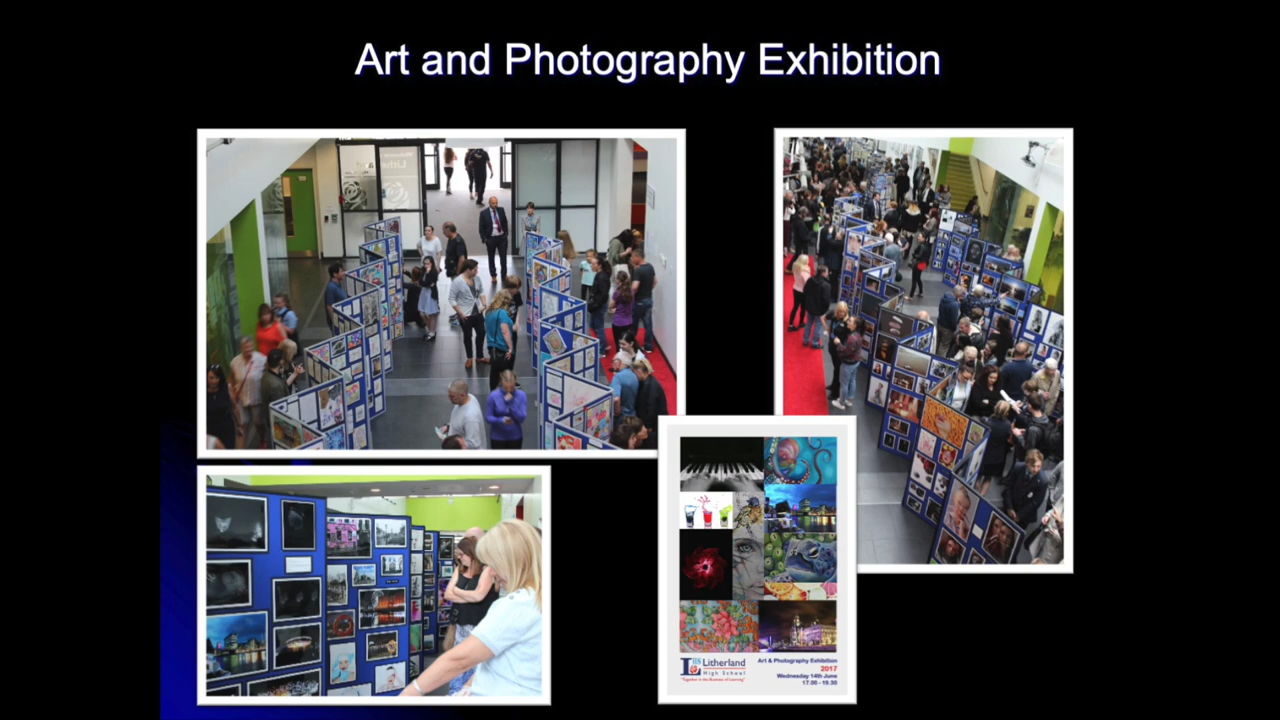 Art and Photography Exhibition
LHS Litherland
High School
"Together in the Business of Learning"
Art & Photography Exhibition
2017
Wednesday 14th June
17.00 - 19.30